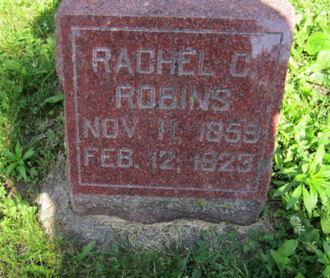 RACHEL C.
ROBINS
NOV. 11, 1859
FEB. 12, 1923